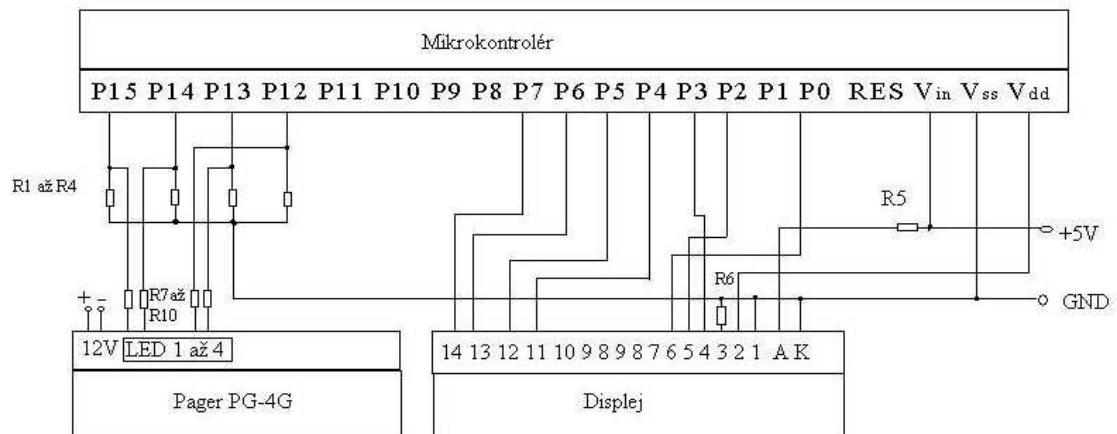 Mikrokontrolér
P15 P14 P13 P12 P11 P10 P9 P8 P7 P6 P5 P4 P3 P2 P1 P0 RES Vin Vss Vdd
R1 až R4
R5
+5V
R6
GND
+ -
R7 až
R10
12V LED 1 až 4
14 13 12 11 10 9 8 9 8 7 6 5 4 3 2 1 A K
Pager PG-4G
Displej